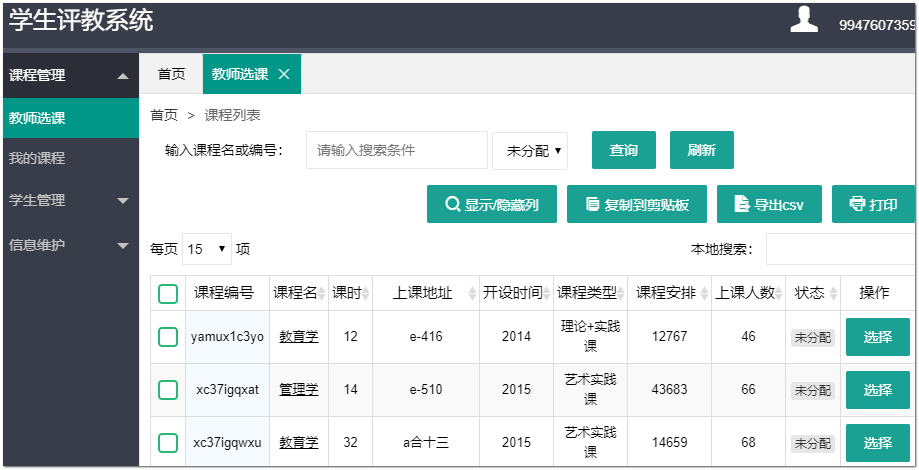 学生评教系统
9947607359
课程管理
首页 教师选课
教师选课
我的课程
学生管理
信息维护
首页 > 课程列表
输入课程名或编号: 请输入搜索条件 未分配 查询 刷新
显示/隐藏列 复制到剪贴板 导出csv 打印
每页 15 项 本地搜索:
课程编号 课程名 课时 上课地址 开设时间 课程类型 课程安排 上课人数 状态 操作
yamux1c3yo 教育学 12 e-416 2014 理论+实践课 12767 46 未分配 选择
xc37igqxat 管理学 14 e-510 2015 艺术实践课 43683 66 未分配 选择
xc37igqwxu 教育学 32 a合十三 2015 艺术实践课 14659 68 未分配 选择